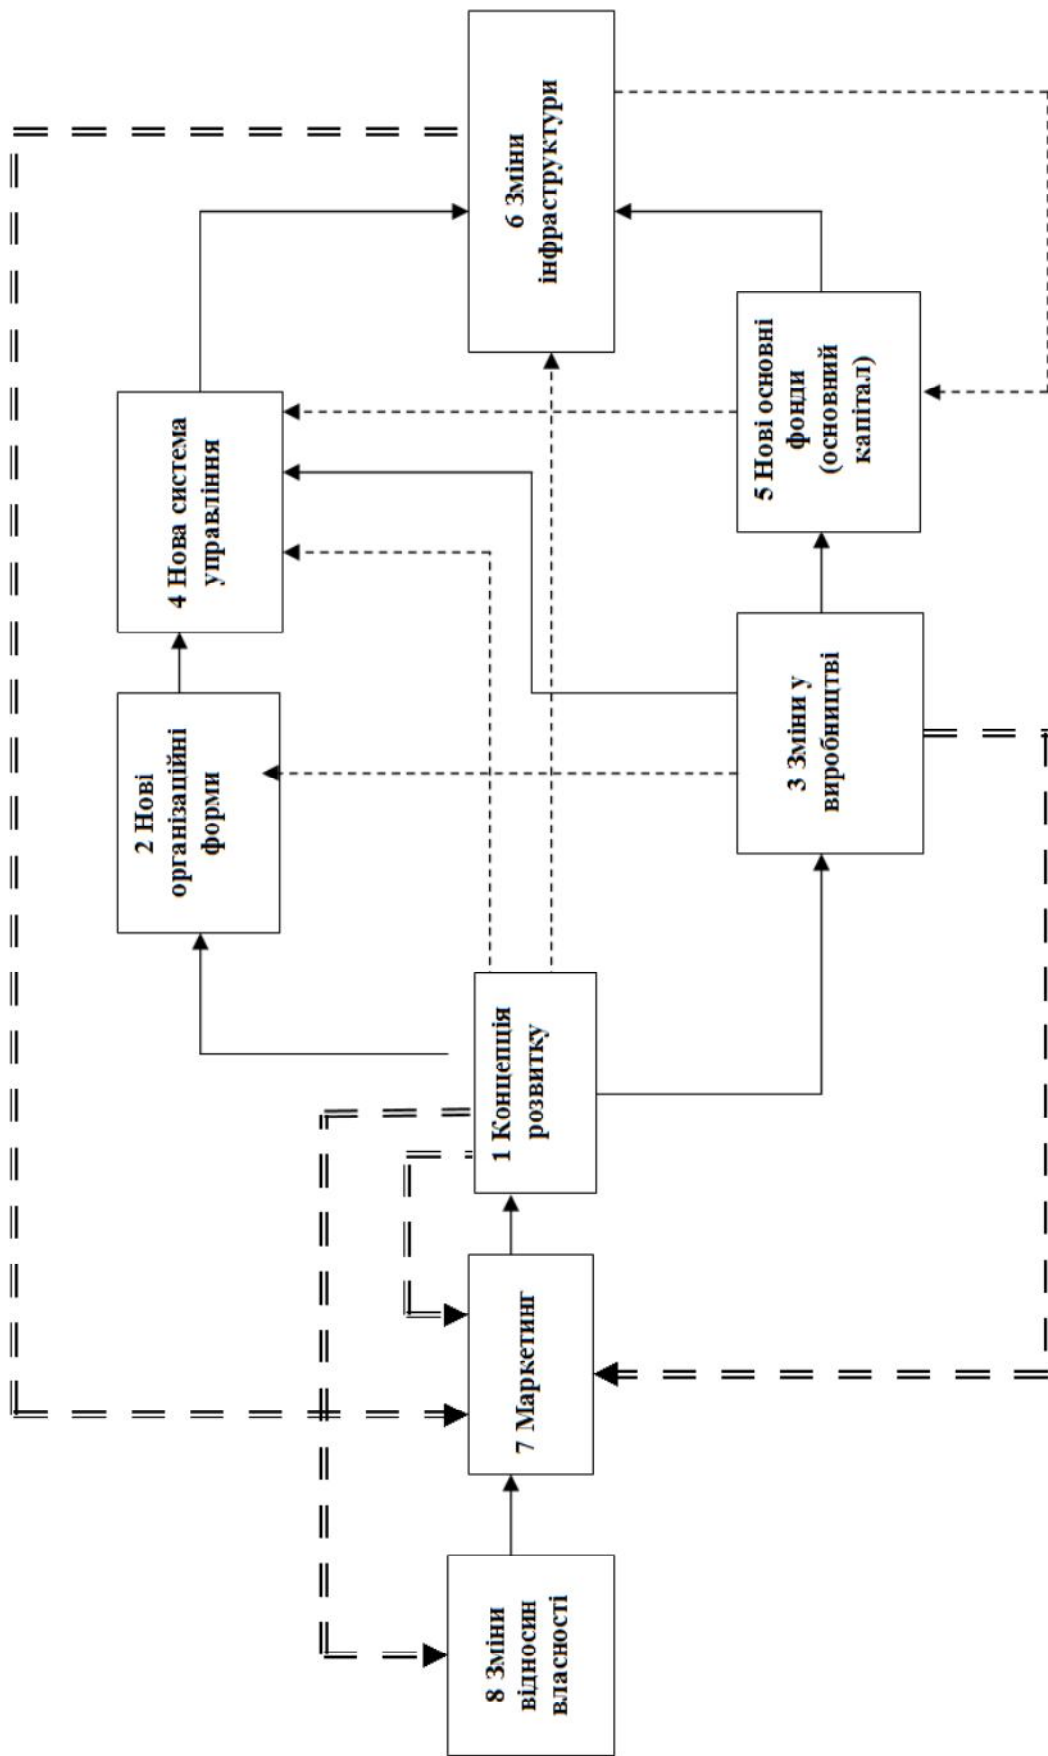 8 Зміни
відносин
власності
7 Маркетинг
1 Концепція
розвитку
2 Нові
організаційні
форми
3 Зміни у
виробництві
4 Нова система
управління
5 Нові основні
фонди
(основний
капітал)
6 Зміни
інфраструктури